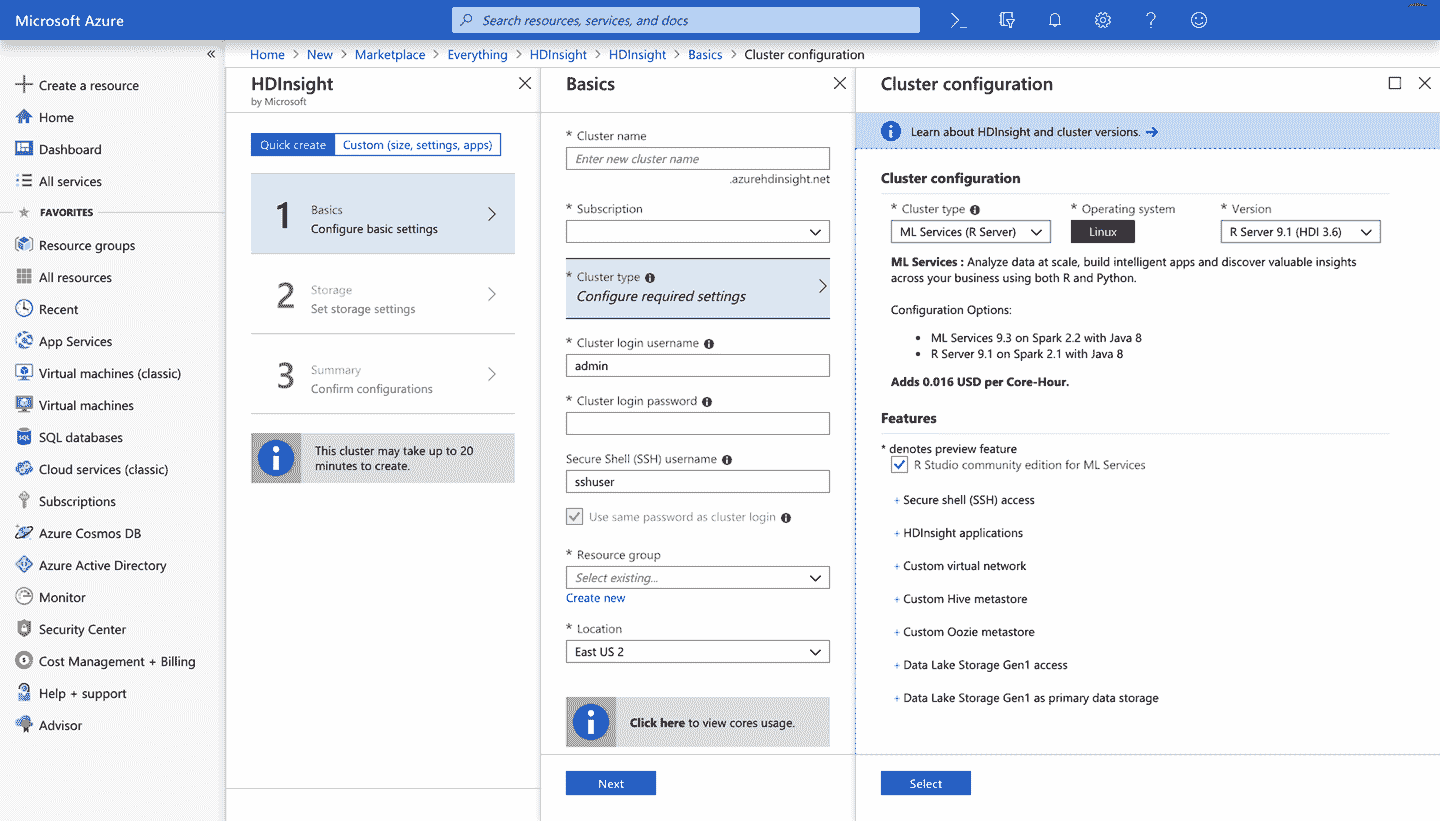 Microsoft Azure
Search resources, services, and docs
Home > New > Marketplace > Everything > HDInsight > HDInsight > Basics > Cluster configuration
Create a resource
Home
Dashboard
All services
FAVORITES
Resource groups
All resources
Recent
App Services
Virtual machines (classic)
Virtual machines
SQL databases
Cloud services (classic)
Subscriptions
Azure Cosmos DB
Azure Active Directory
Monitor
Security Center
Cost Management + Billing
Help + support
Advisor
HDInsight
by Microsoft
Quick create
Custom (size, settings, apps)
1
Basics
Configure basic settings
2
Storage
Set storage settings
3
Summary
Confirm configurations
This cluster may take up to 20
minutes to create.
Basics
* Cluster name
Enter new cluster name
.azurehdinsight.net
* Subscription
* Cluster type
Configure required settings
* Cluster login username
admin
* Cluster login password
Secure Shell (SSH) username
sshuser
Use same password as cluster login
* Resource group
Select existing...
Create new
* Location
East US 2
Click here to view cores usage.
Next
Cluster configuration
Learn about HDInsight and cluster versions.
Cluster configuration
* Cluster type
* Operating system
* Version
ML Services (R Server)
Linux
R Server 9.1 (HDI 3.6)
ML Services : Analyze data at scale, build intelligent apps and discover valuable insights
across your business using both R and Python.
Configuration Options:
• ML Services 9.3 on Spark 2.2 with Java 8
• R Server 9.1 on Spark 2.1 with Java 8
Adds 0.016 USD per Core-Hour.
Features
* denotes preview feature
R Studio community edition for ML Services
+ Secure shell (SSH) access
+ HDInsight applications
+ Custom virtual network
+ Custom Hive metastore
+ Custom Oozie metastore
+ Data Lake Storage Gen1 access
+ Data Lake Storage Gen1 as primary data storage
Select